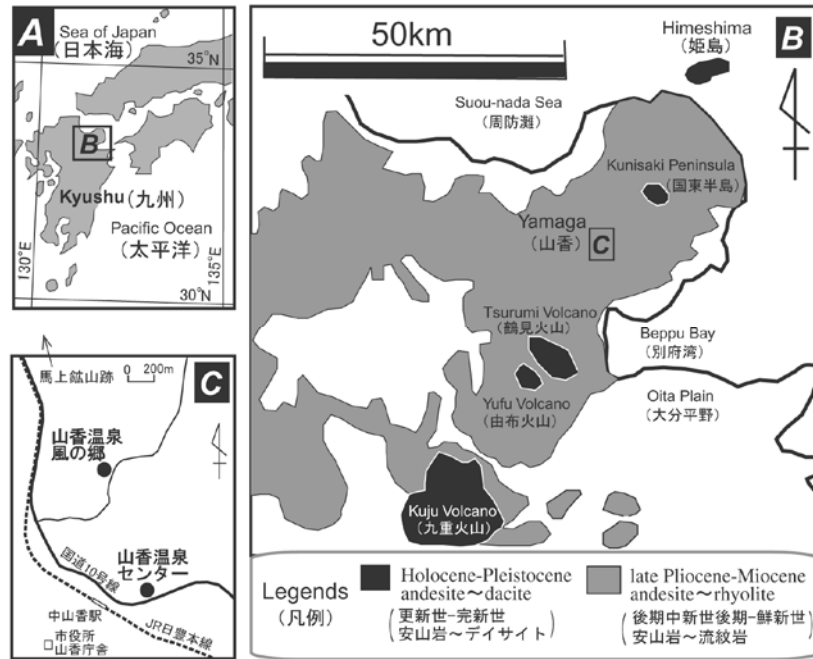 A
Sea of Japan
(日本海)
35°N
B
Kyushu(九州)
Pacific Ocean
(太平洋)
130°E
135°E
30°N
C
馬上鉱山跡
0 200m
山香温泉
風の郷
山香温泉
センター
国道10号線
中山香駅
JR日豊本線
市役所
山香庁舎
B
50km
Himeshima
(姫島)
Suou-nada Sea
(周防灘)
Kunisaki Peninsula
(国東半島)
Yamaga
(山香)
C
Tsurumi Volcano
(鶴見火山)
Beppu Bay
(別府湾)
Yufu Volcano
(由布火山)
Oita Plain
(大分平野)
Kuju Volcano
(九重火山)
Legends
(凡例)
Holocene-Pleistocene
andesite~dacite
(更新世-完新世
安山岩~デイサイト)
late Pliocene-Miocene
andesite~rhyolite
(後期中新世後期-鮮新世
安山岩~流紋岩)